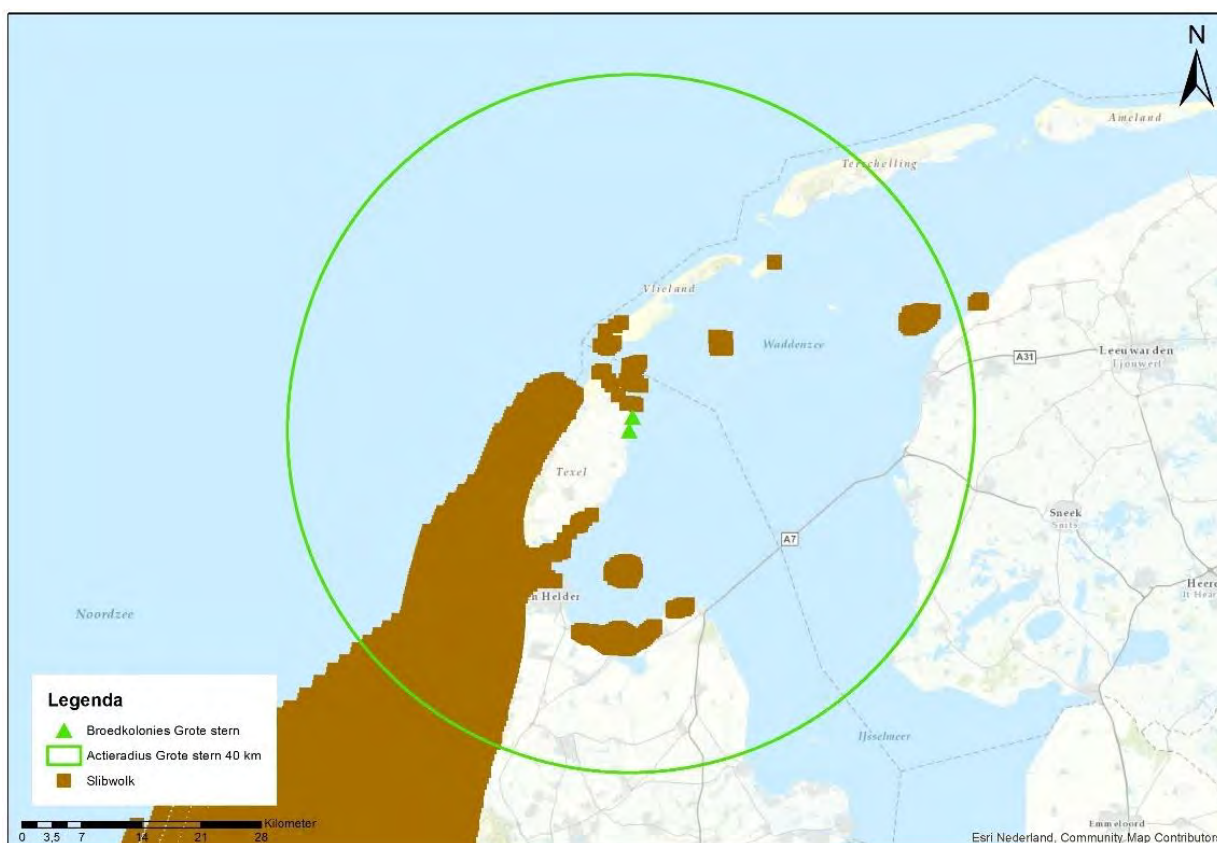 N
Ameland
Terschelling
Vlieland
Waddenzee
A31
Leeuwarden
Ljouwert
Texel
Sneek
Snits
A7
Noordzee
n Helder
Heere
It Hear
IJsselmeer
Legenda
Broedkolonies Grote stern
Actieradius Grote stern 40 km
Slibwolk
Kilometer
0 3,5 7 14 21 28
Emmeloord
Esri Nederland, Community Map Contributors